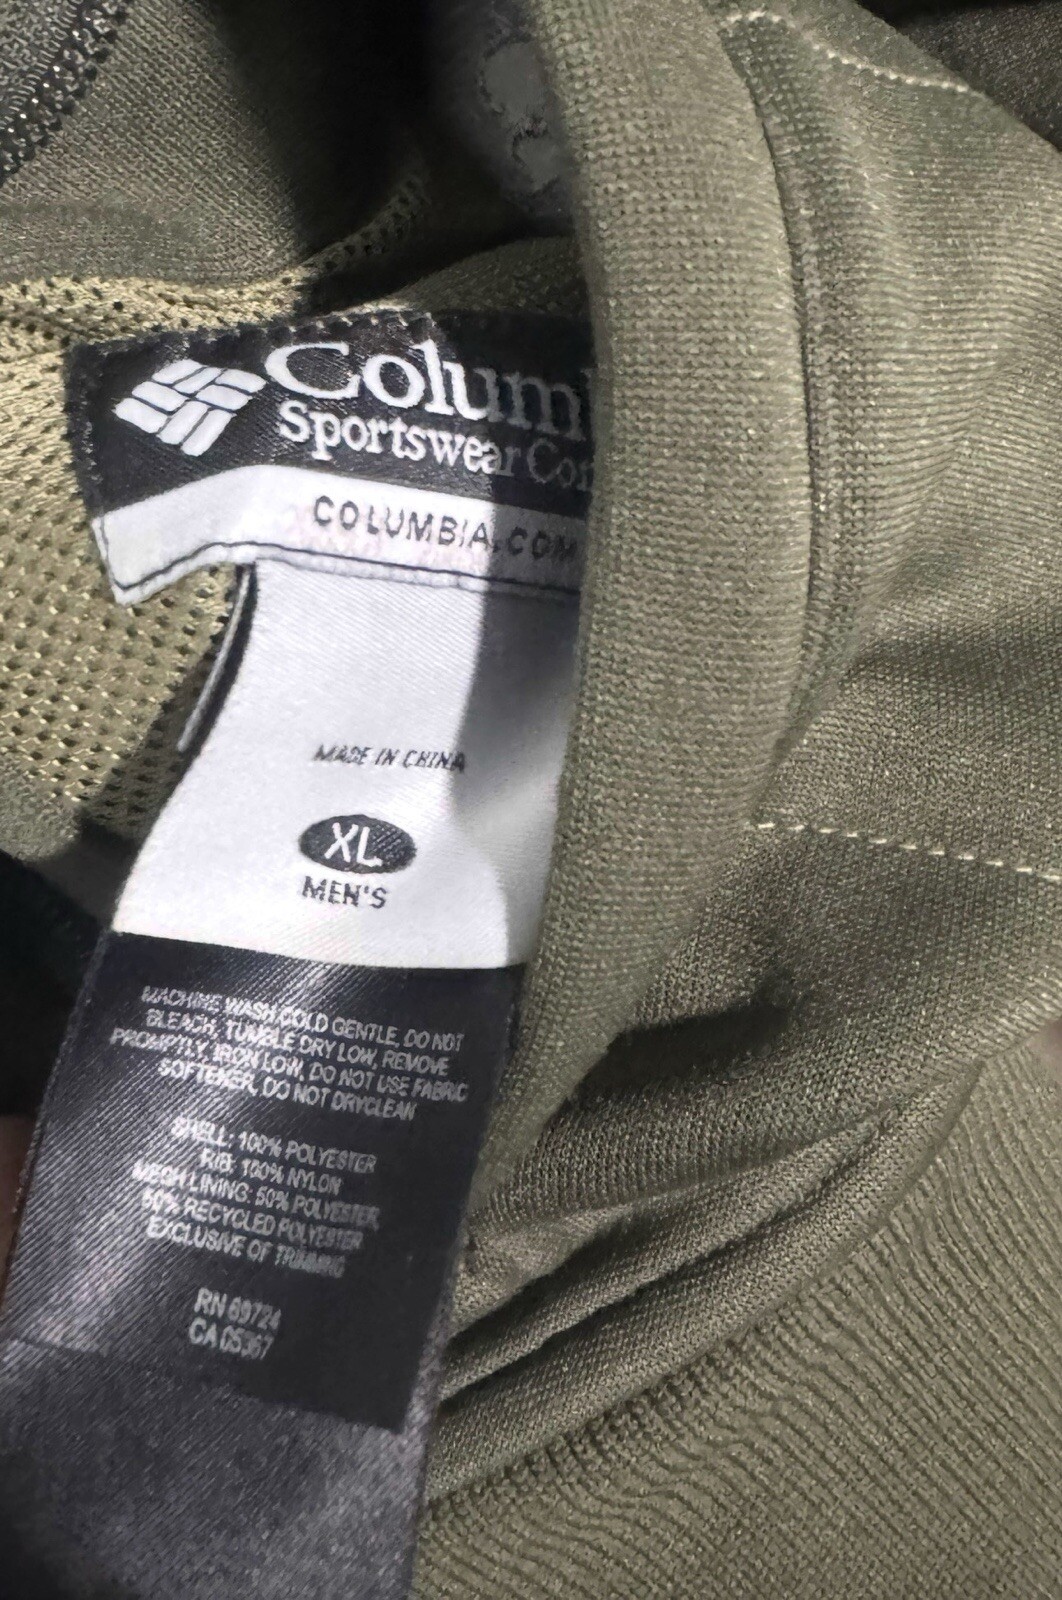 Colum
Sportswear Co
COLUMBIA.COM
MADE IN CHINA
XL
MEN'S
MACHINE WASH COLD GENTLE, DO NOT
BLEACH, TUMBLE DRY LOW, REMOVE
PROMPTLY, IRON LOW, DO NOT USE FABRIC
SOFTENER, DO NOT DRYCLEAN
SHELL: 100% POLYESTER
RIB: 100% NYLON
MESH LINING: 50% POLYESTER,
50% RECYCLED POLYESTER
EXCLUSIVE OF TRIMMING
RN 69724
CA 05367